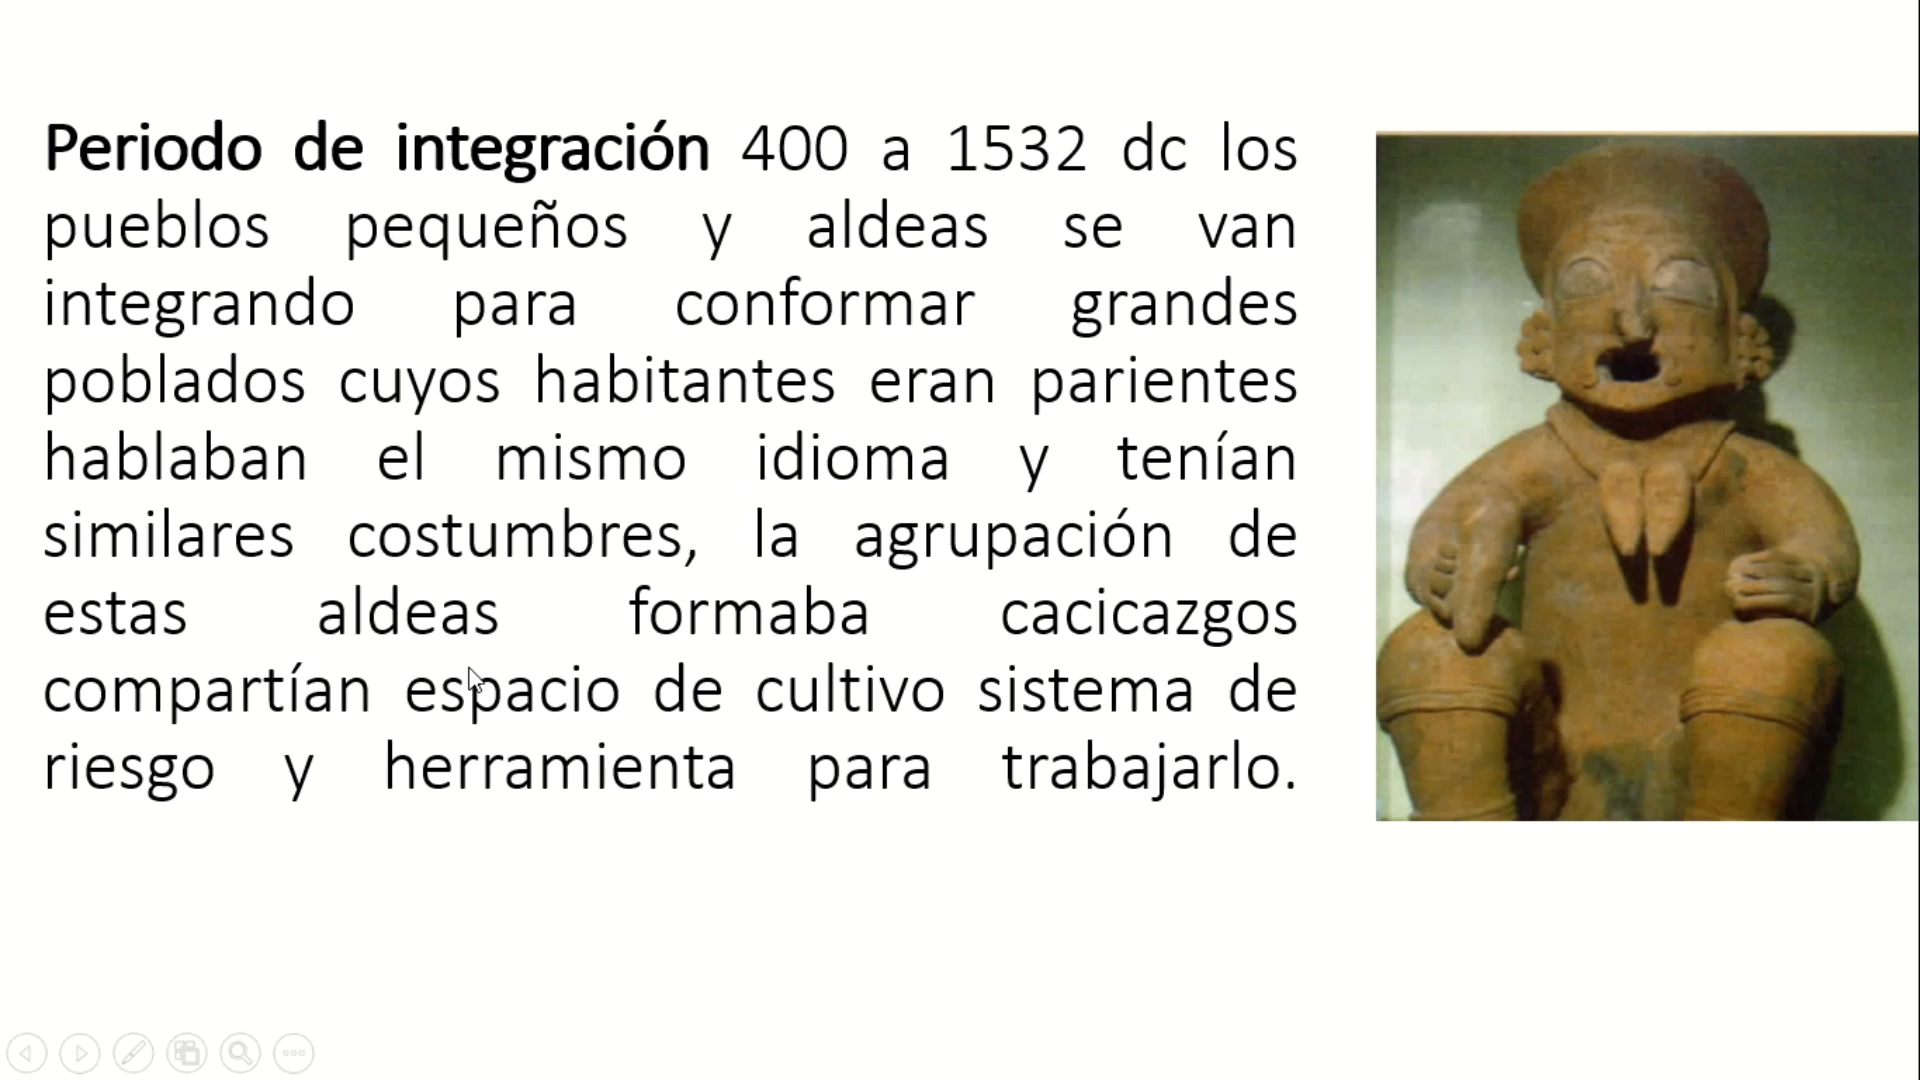 Periodo de integración 400 a 1532 dc los
pueblos pequeños y aldeas se van
integrando para conformar grandes
poblados cuyos habitantes eran parientes
hablaban el mismo idioma y tenían
similares costumbres, la agrupación de
estas aldeas formaba cacicazgos
compartían espacio de cultivo sistema de
riesgo y herramienta para trabajarlo.